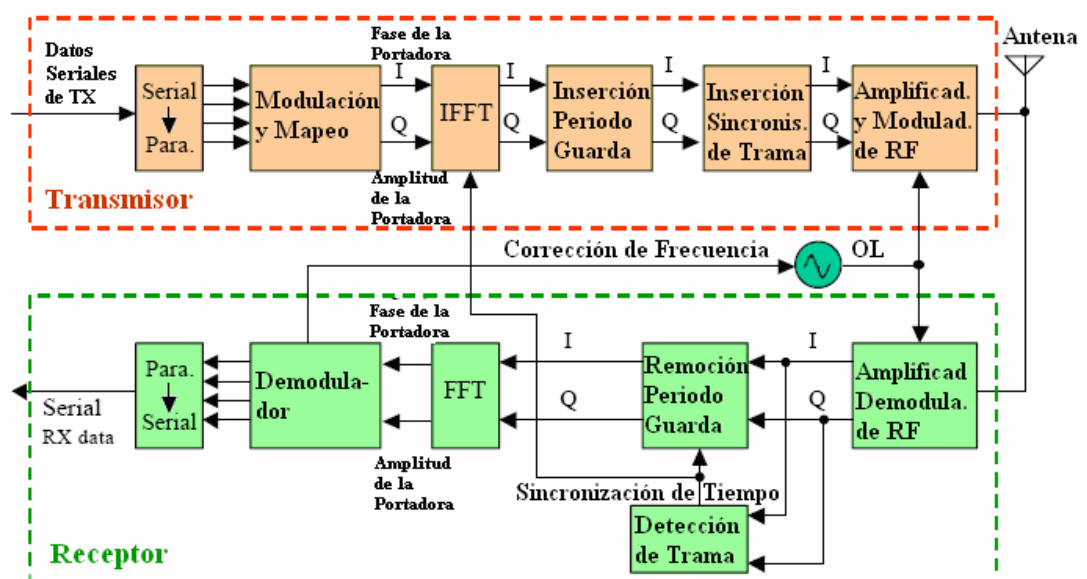 Datos
Seriales
de TX
Serial
Para.
Modulación
y Mapeo
Fase de la
Portadora
I
Q
Amplitud
de la
Portadora
IFFT
I
Q
Inserción
Periodo
Guarda
I
Q
Inserción
Sincronis.
de Trama
I
Q
Amplificad.
y Modulad.
de RF
Antena
Transmisor
Corrección de Frecuencia
OL
Fase de la
Portadora
Para.
Serial
Serial
RX data
Demodula-
dor
FFT
Amplitud
de la
Portadora
I
Q
Remoción
Periodo
Guarda
I
Q
Amplificad
Demodula.
de RF
Sincronización de Tiempo
Detección
de Trama
Receptor